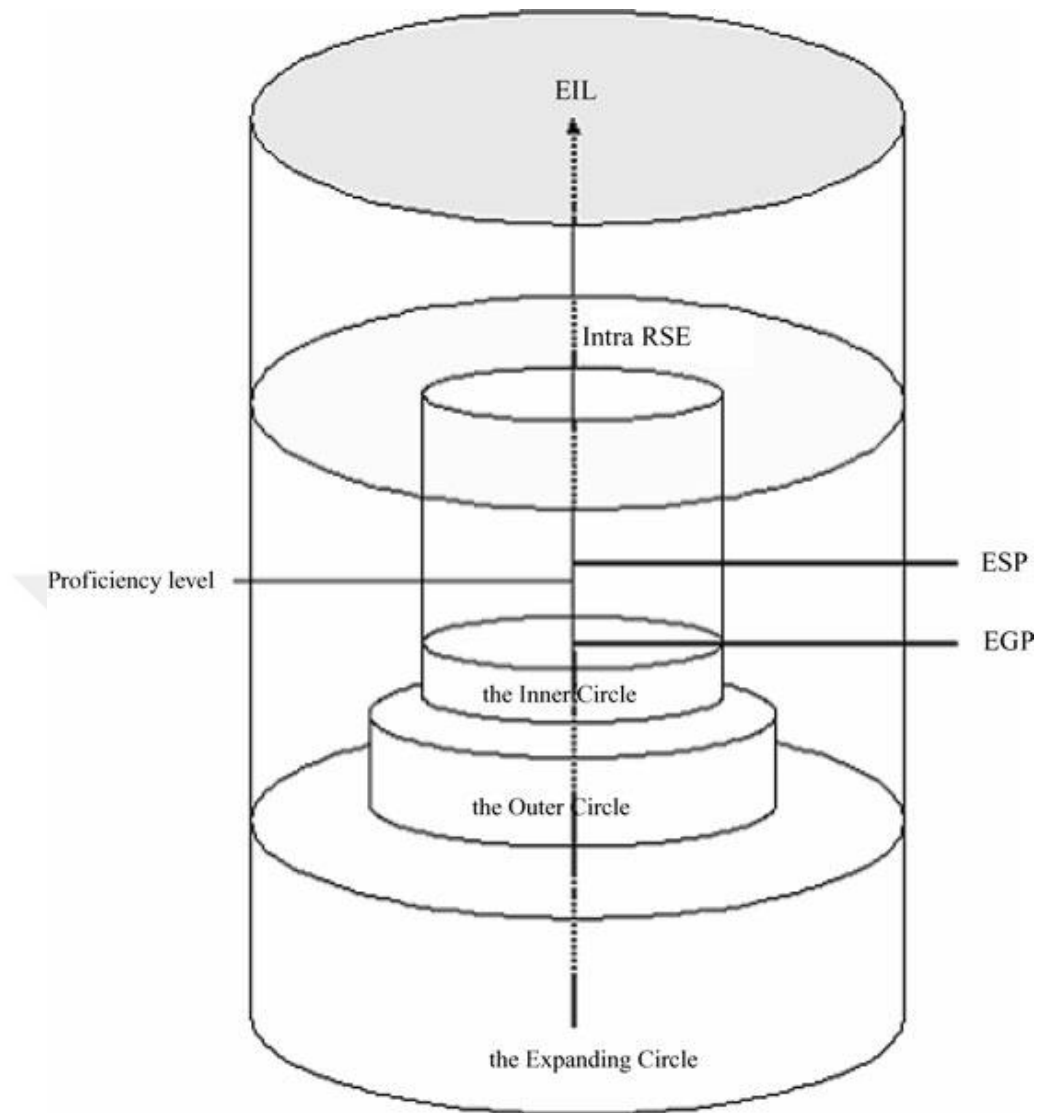 EIL
Intra RSE
ESP
Proficiency level
EGP
the Inner Circle
the Outer Circle
the Expanding Circle